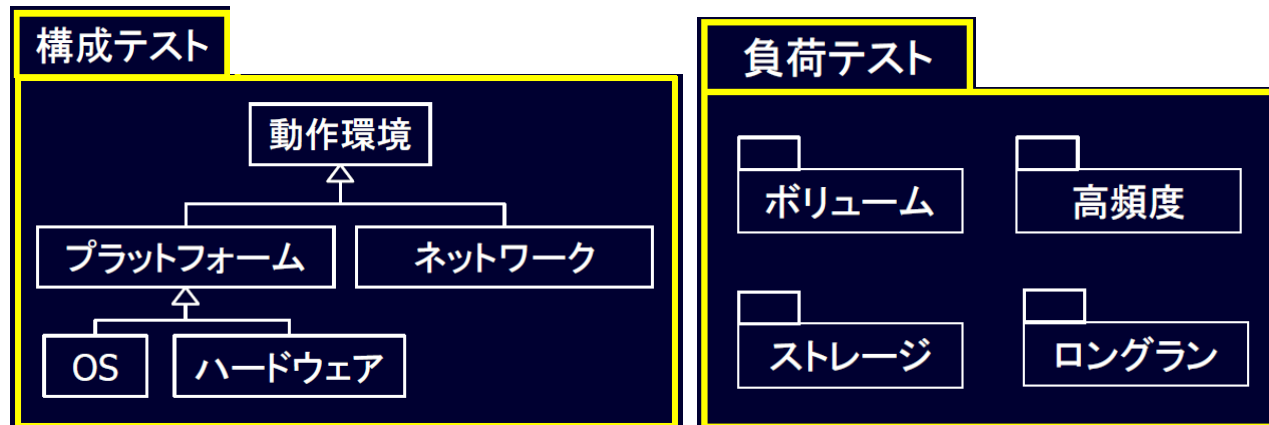 構成テスト
動作環境
プラットフォーム
ネットワーク
OS
ハードウェア
負荷テスト
ボリューム
高頻度
ストレージ
ロングラン